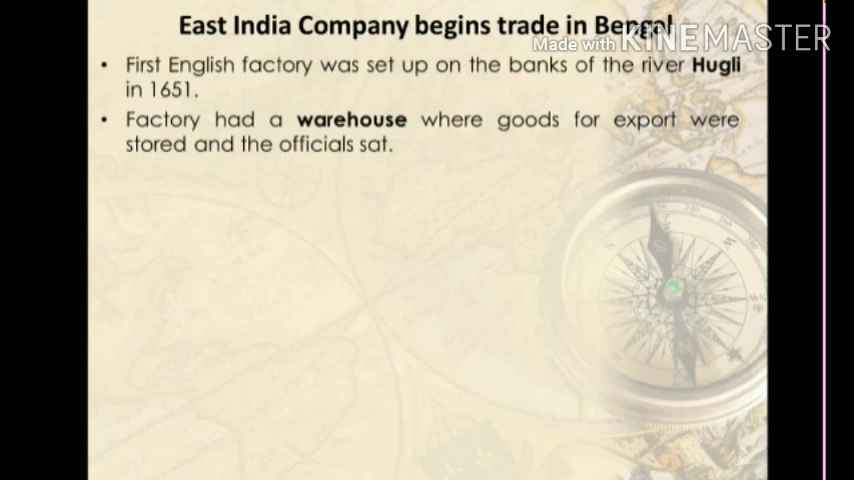 East India Company begins trade in Bengal
Made with KINEMASTER
• First English factory was set up on the banks of the river Hugli
in 1651.
• Factory had a warehouse where goods for export were
stored and the officials sat.